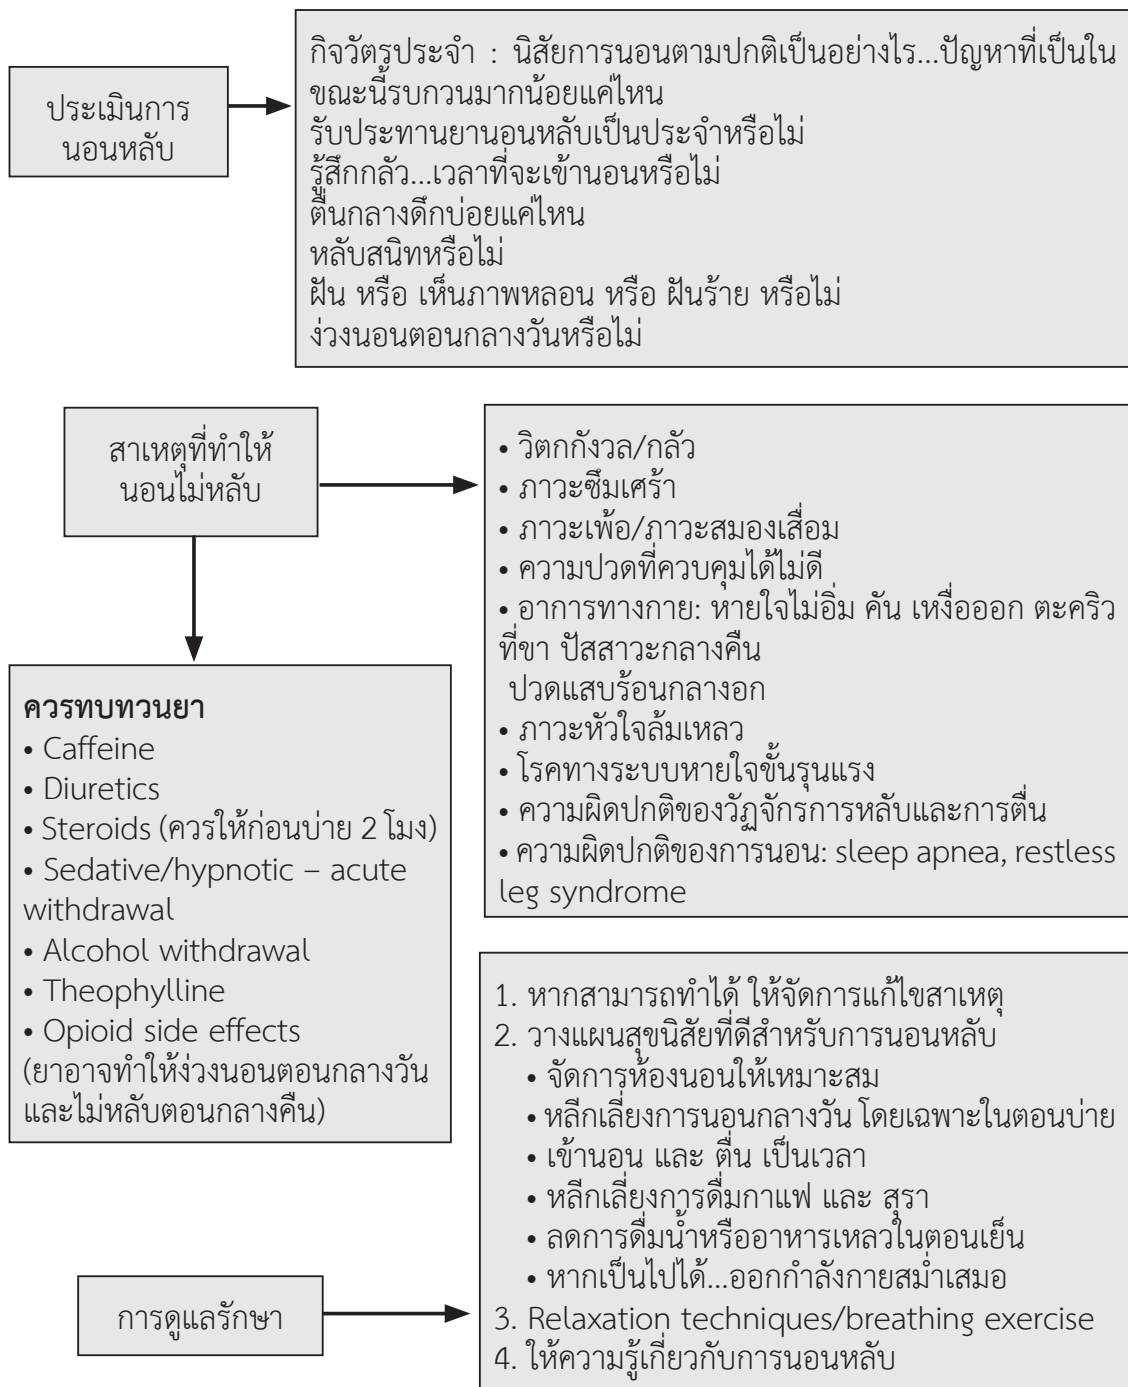 ประเมินการ
นอนหลับ
กิจวัตรประจำ : นิสัยการนอนตามปกติเป็นอย่างไร...ปัญหาที่เป็นใน
ขณะนี้รบกวนมากน้อยแค่ไหน
รับประทานยานอนหลับเป็นประจำหรือไม่
รู้สึกกลัว...เวลาที่จะเข้านอนหรือไม่
ตื่นกลางดึกบ่อยแค่ไหน
หลับสนิทหรือไม่
ฝัน หรือ เห็นภาพหลอน หรือ ฝันร้าย หรือไม่
ง่วงนอนตอนกลางวันหรือไม่
สาเหตุที่ทำให้
นอนไม่หลับ
• วิตกกังวล/กลัว
• ภาวะซึมเศร้า
• ภาวะเพ้อ/ภาวะสมองเสื่อม
• ความปวดที่ควบคุมได้ไม่ดี
• อาการทางกาย: หายใจไม่อิ่ม คัน เหงื่อออก ตะคริว
ที่ขา ปัสสาวะกลางคืน
ปวดแสบร้อนกลางอก
• ภาวะหัวใจล้มเหลว
• โรคทางระบบหายใจขั้นรุนแรง
• ความผิดปกติของวัฏจักรการหลับและการตื่น
• ความผิดปกติของการนอน: sleep apnea, restless
leg syndrome
ควรทบทวนยา
• Caffeine
• Diuretics
• Steroids (ควรให้ก่อนบ่าย 2 โมง)
• Sedative/hypnotic – acute
withdrawal
• Alcohol withdrawal
• Theophylline
• Opioid side effects
(ยาอาจทำให้ง่วงนอนตอนกลางวัน
และไม่หลับตอนกลางคืน)
การดูแลรักษา
1. หากสามารถทำได้ ให้จัดการแก้ไขสาเหตุ
2. วางแผนสุขนิสัยที่ดีสำหรับการนอนหลับ
• จัดการห้องนอนให้เหมาะสม
• หลีกเลี่ยงการนอนกลางวัน โดยเฉพาะในตอนบ่าย
• เข้านอน และ ตื่น เป็นเวลา
• หลีกเลี่ยงการดื่มกาแฟ และ สุรา
• ลดการดื่มน้ำหรืออาหารเหลวในตอนเย็น
• หากเป็นไปได้...ออกกำลังกายสม่ำเสมอ
3. Relaxation techniques/breathing exercise
4. ให้ความรู้เกี่ยวกับการนอนหลับ